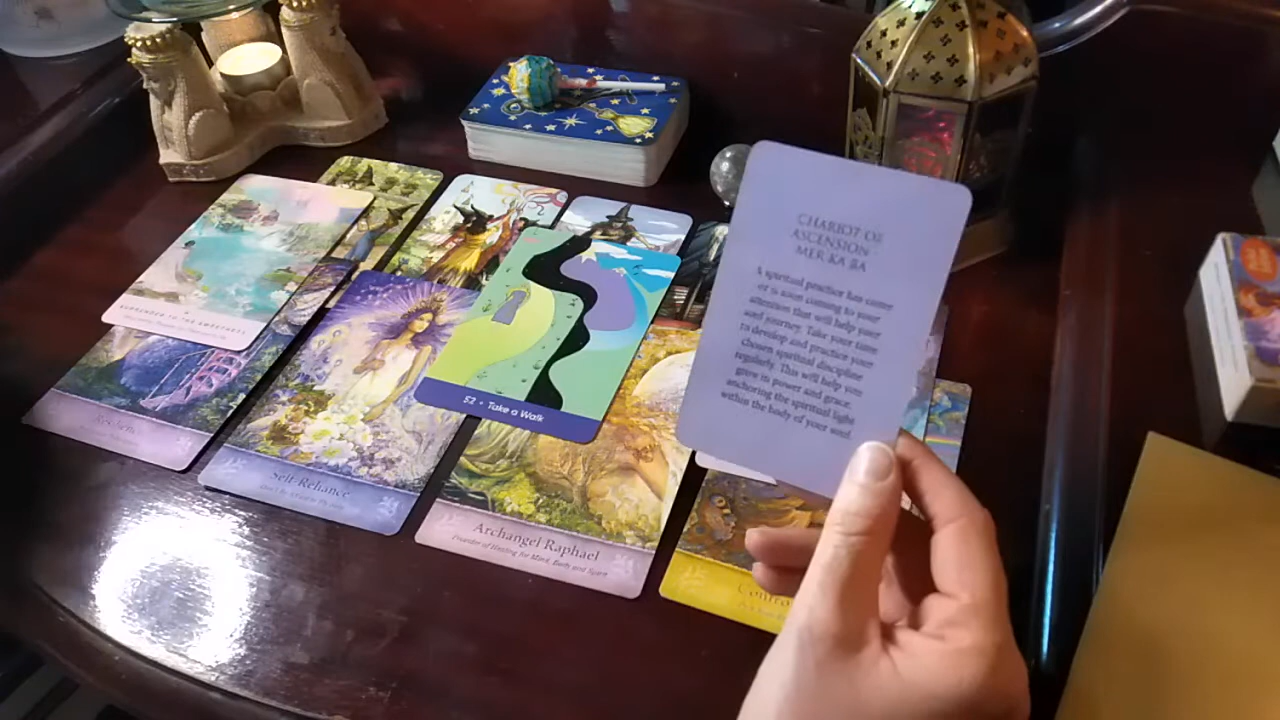 CHARIOT OF
ASCENSION
MER KA BA
A spiritual practice has come
or is soon coming to your
attention that will help your
soul journey. Take your time
to develop and practice your
chosen spiritual discipline
regularly. This will help you
grow in power and grace,
anchoring the spiritual light
within the body of your soul.
SURRENDER TO THE
Self-Reliance
52 • Take a Walk
Archangel Raphael
Founder of Healing for Mind, Body and Spirit